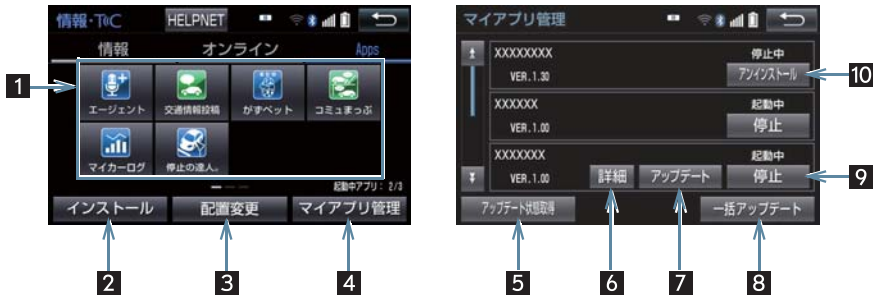 情報・T:C HELPNET
情報 オンライン Apps
エージェント 交通情報投稿 がずペット コミュまっぷ
マイカーログ 停止の達人。
起動中アプリ: 2/3
インストール 配置変更 マイアプリ管理
1
2 3 4
マイアプリ管理
XXXXXXXX 停止中
VER.1.30 アンインストール
XXXXXX 起動中
VER.1.00 停止
XXXXXXX 起動中
VER.1.00 詳細 アップデート 停止
アップデート状態取得 一括アップデート
10
9
5 6 7 8